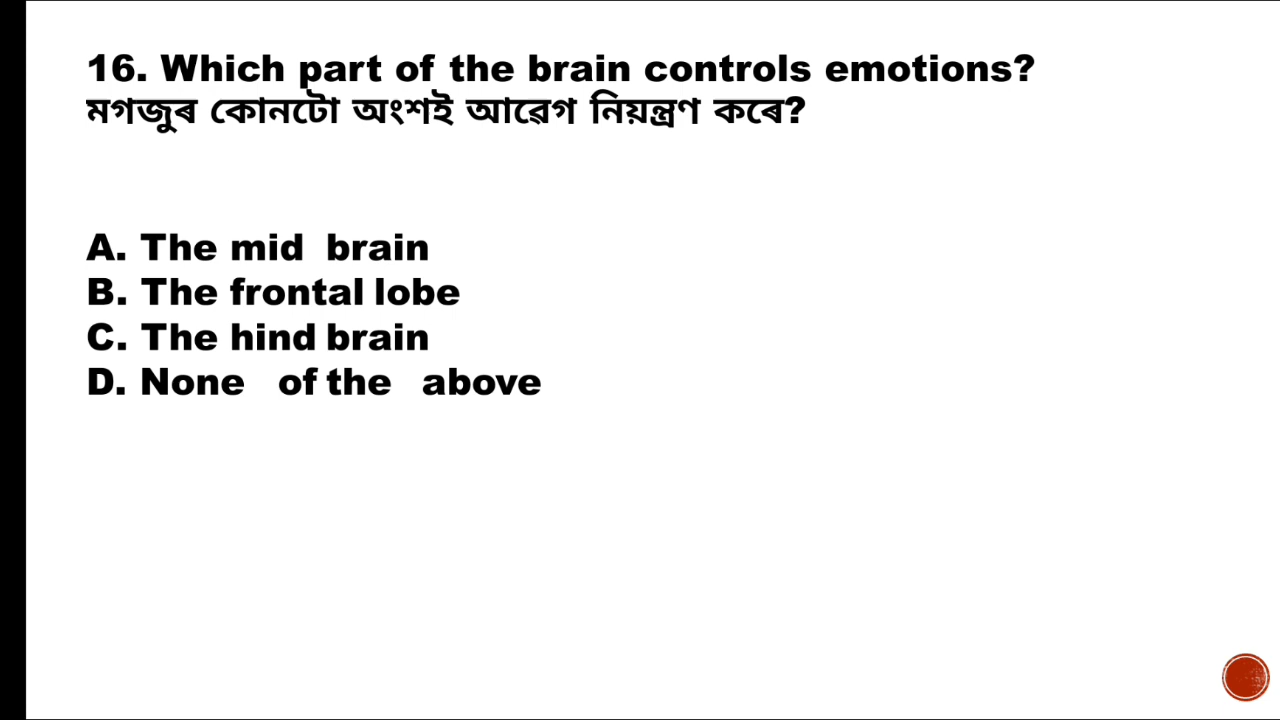 16. Which part of the brain controls emotions?
মগজুৰ কোনটো অংশই আৱেগ নিয়ন্ত্ৰণ কৰে?
A. The mid brain
B. The frontal lobe
C. The hind brain
D. None of the above